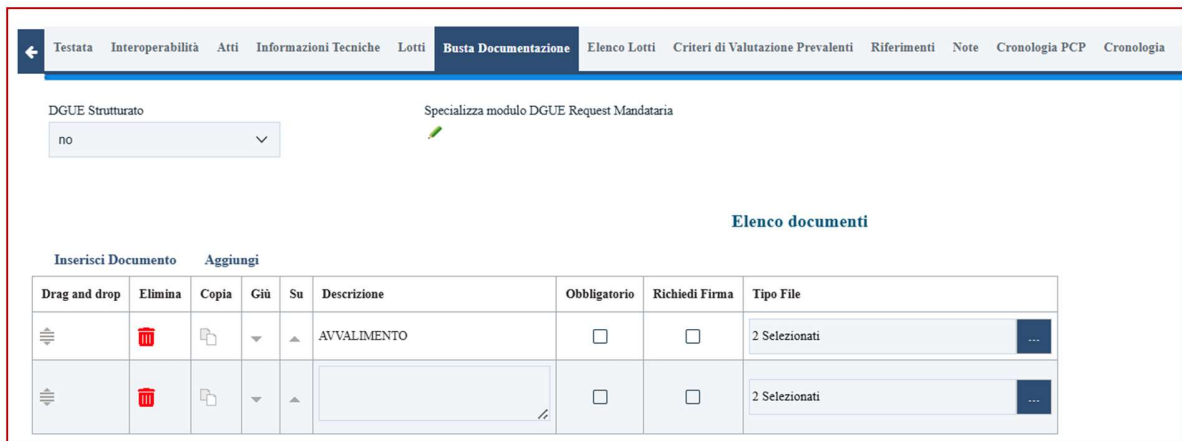 Testata Interoperabilità Atti Informazioni Tecniche Lotti Busta Documentazione Elenco Lotti Criteri di Valutazione Prevalenti Riferimenti Note Cronologia PCP Cronologia
DGUE Strutturato Specializza modulo DGUE Request Mandataria
no
Elenco documenti
Inserisci Documento Aggiungi
Drag and drop Elimina Copia Giù Su Descrizione Obbligatorio Richiedi Firma Tipo File
AVVALIMENTO 2 Selezionati ...
2 Selezionati ...